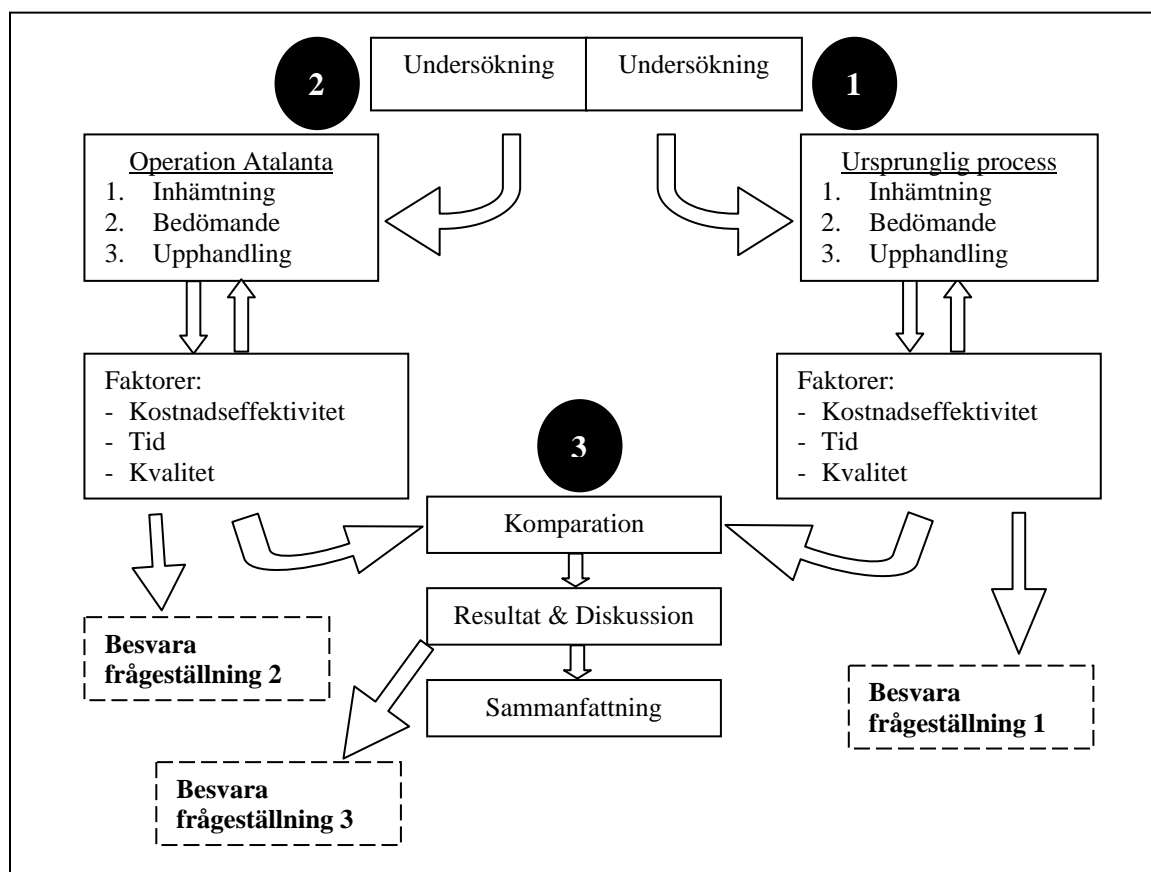 2
Undersökning
Undersökning
1
Operation Atalanta
1. Inhämtning
2. Bedömande
3. Upphandling
Ursprunglig process
1. Inhämtning
2. Bedömande
3. Upphandling
Faktorer:
- Kostnadseffektivitet
- Tid
- Kvalitet
Faktorer:
- Kostnadseffektivitet
- Tid
- Kvalitet
3
Komparation
Resultat & Diskussion
Sammanfattning
Besvara
frågeställning 2
Besvara
frågeställning 1
Besvara
frågeställning 3